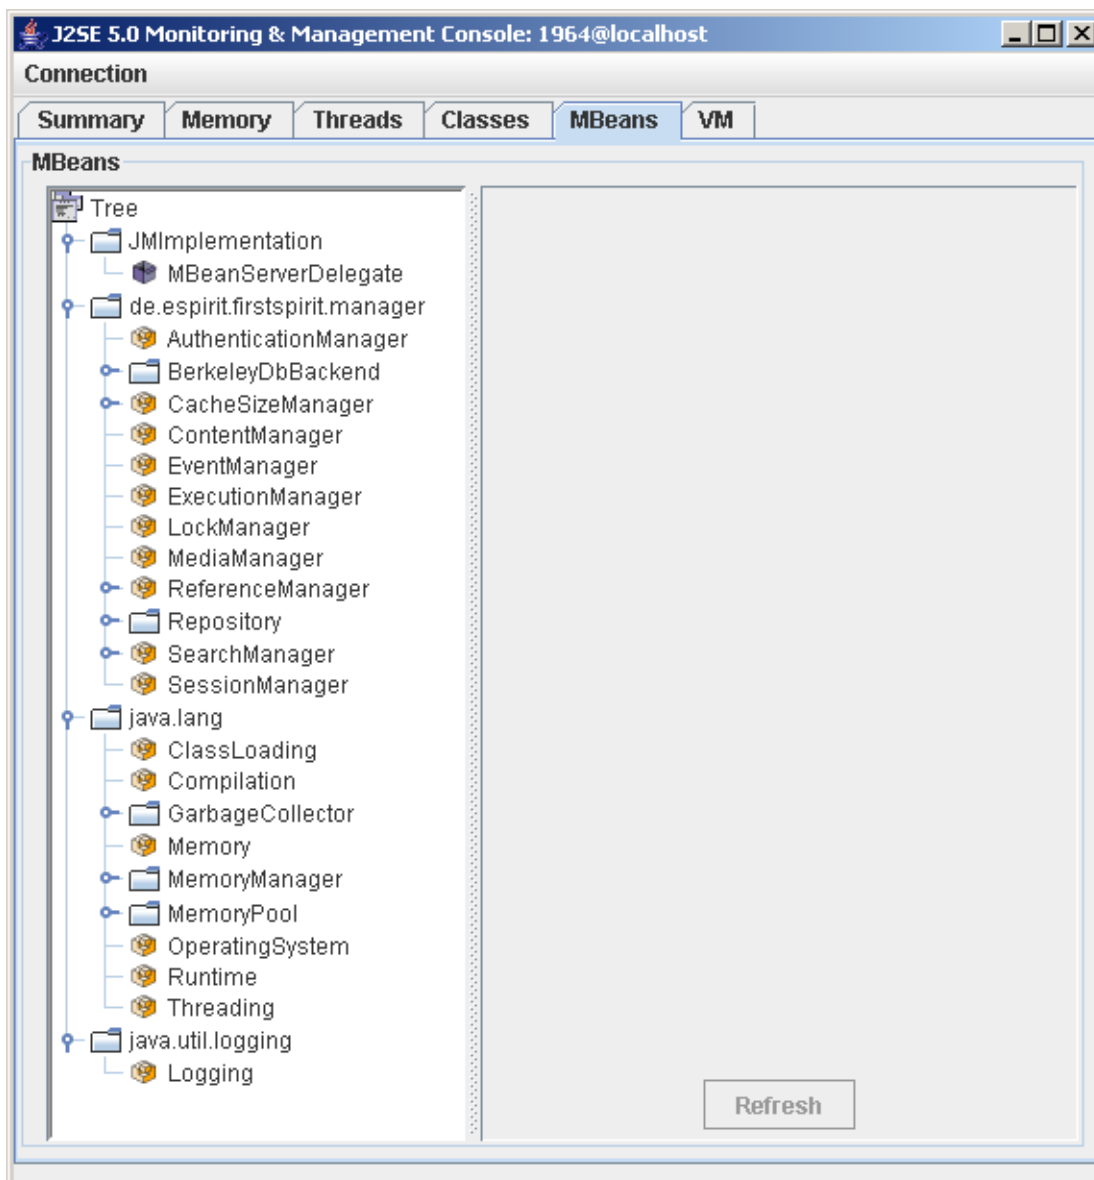 J2SE 5.0 Monitoring & Management Console: 1964@localhost
Connection
Summary Memory Threads Classes MBeans VM
MBeans
Tree
JMImplementation
MBeanServerDelegate
de.espirit.firstspirit.manager
AuthenticationManager
BerkeleyDbBackend
CacheSizeManager
ContentManager
EventManager
ExecutionManager
LockManager
MediaManager
ReferenceManager
Repository
SearchManager
SessionManager
java.lang
ClassLoading
Compilation
GarbageCollector
Memory
MemoryManager
MemoryPool
OperatingSystem
Runtime
Threading
java.util.logging
Logging
Refresh